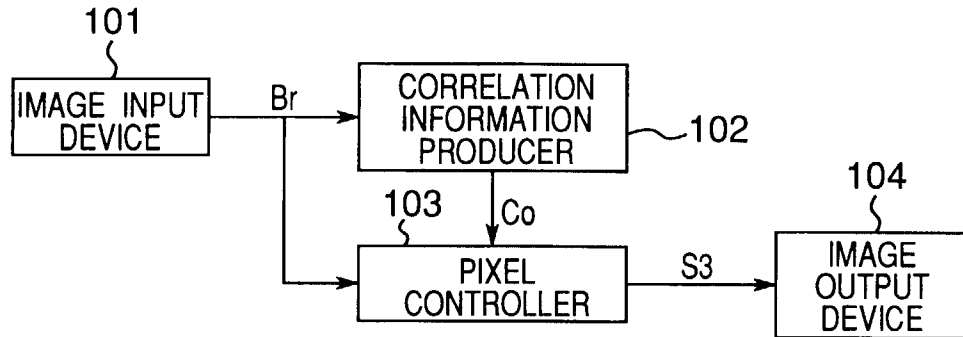 101
IMAGE INPUT
DEVICE
Br
CORRELATION
INFORMATION
PRODUCER
102
103
Co
PIXEL
CONTROLLER
S3
104
IMAGE
OUTPUT
DEVICE